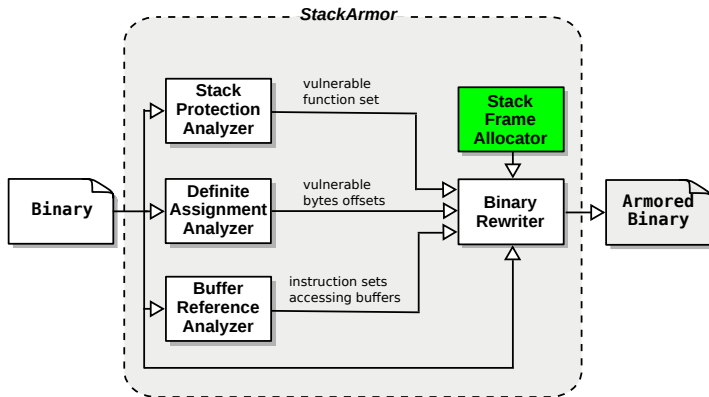 StackArmor
Stack
Protection
Analyzer
vulnerable
function set
Stack
Frame
Allocator
Binary
Definite
Assignment
Analyzer
vulnerable
bytes offsets
Binary
Rewriter
Armored
Binary
Buffer
Reference
Analyzer
instruction sets
accessing buffers